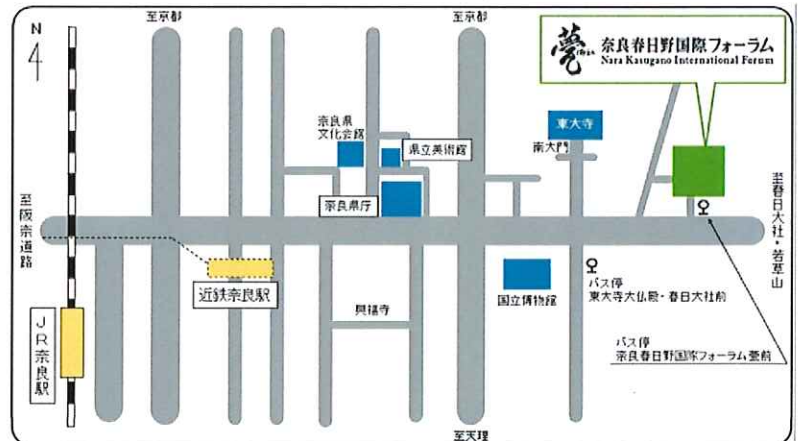 至京都
至京都
N
甍
奈良春日野国際フォーラム
Nara Kasugano International Forum
奈良県
文化会館
県立美術館
東大寺
南大門
奈良県庁
至阪奈道路
至春日大社・若草山
近鉄奈良駅
国立博物館
バス停
東大寺大仏殿・春日大社前
興福寺
JR奈良駅
バス停
奈良春日野国際フォーラム甍前
至天理